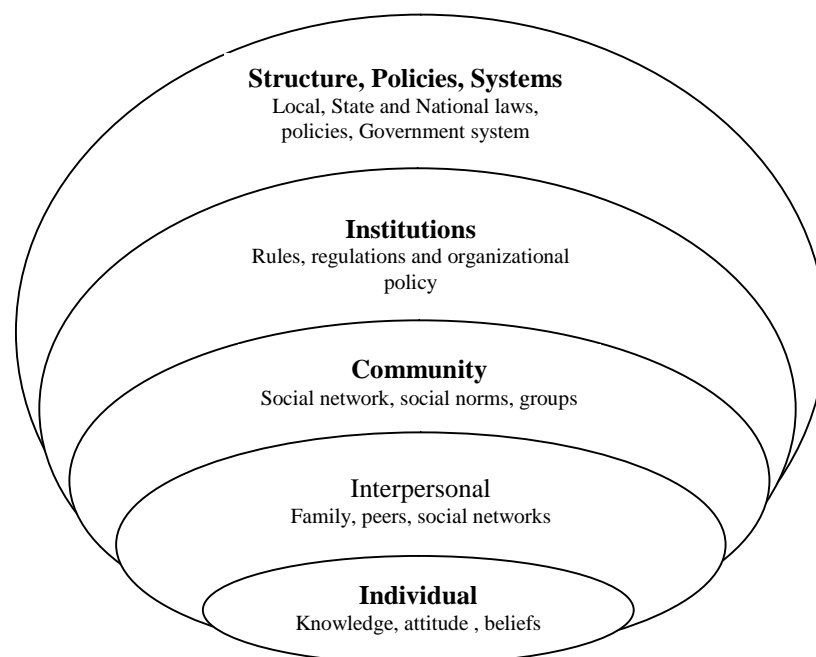 Structure, Policies, Systems
Local, State and National laws,
policies, Government system
Institutions
Rules, regulations and organizational
policy
Community
Social network, social norms, groups
Interpersonal
Family, peers, social networks
Individual
Knowledge, attitude , beliefs